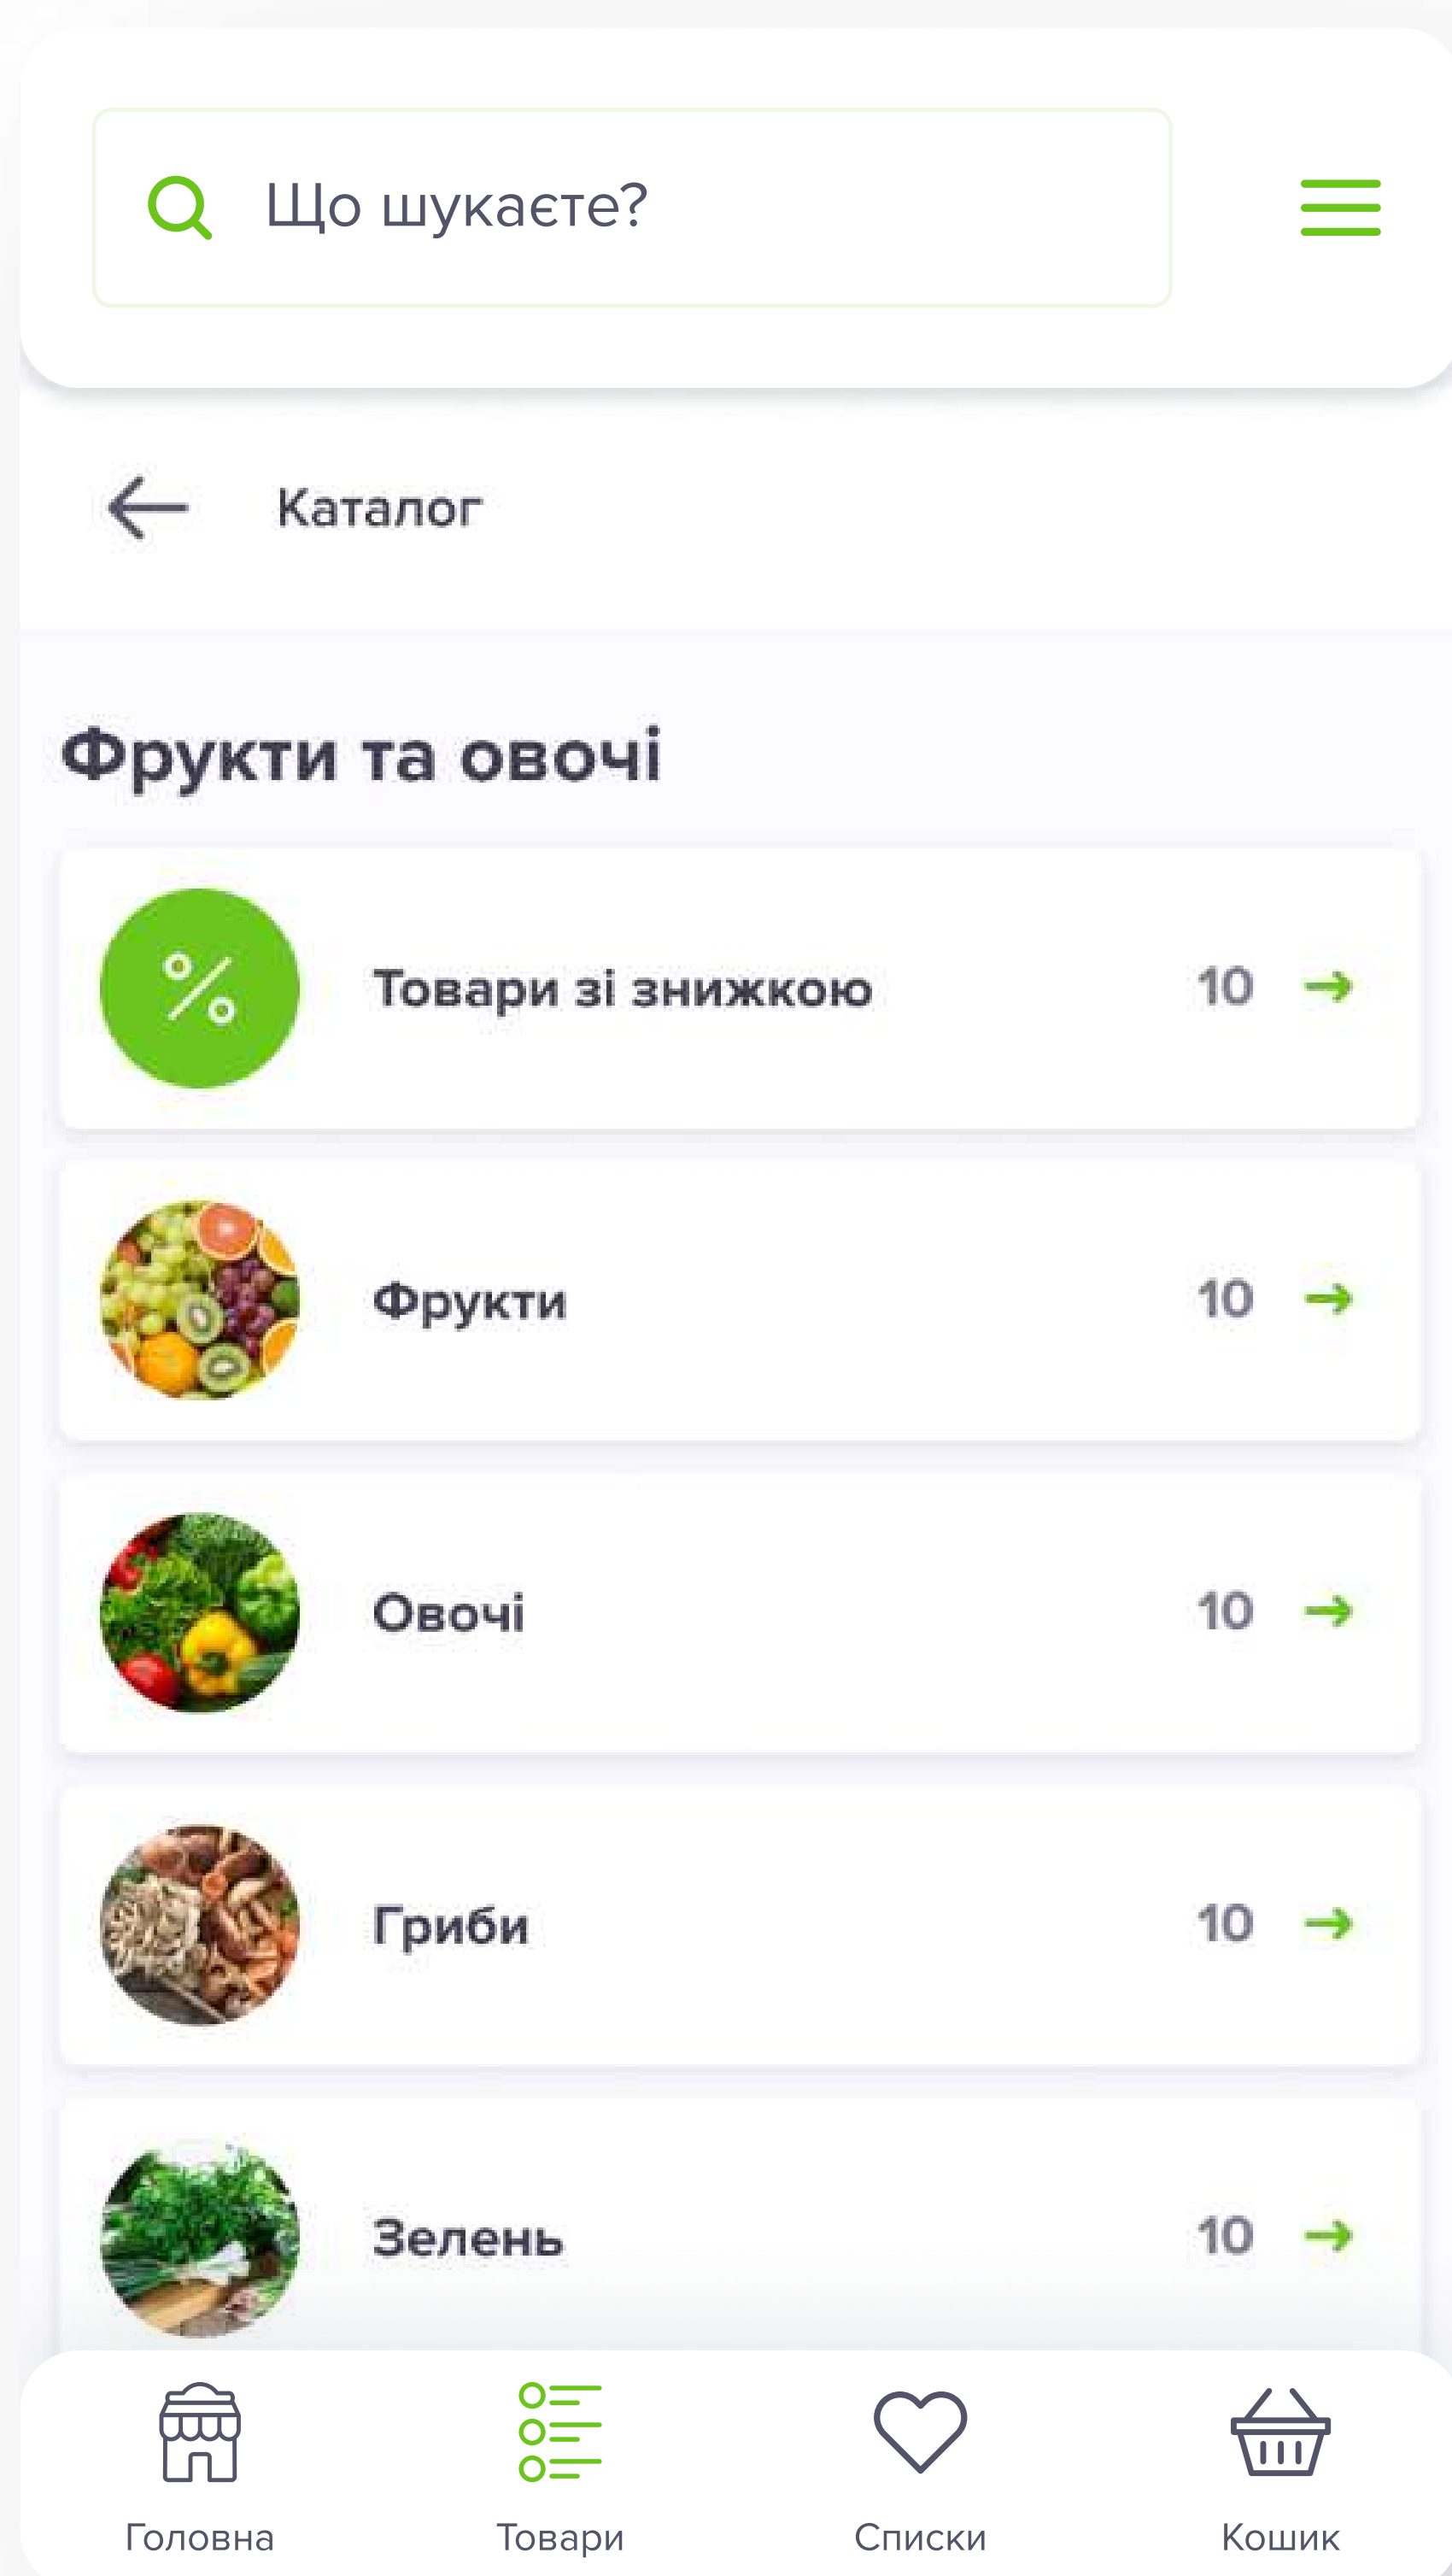 Що шукаєте?
Каталог
Фрукти та овочі
Товари зі знижкою 10
Фрукти 10
Овочі 10
Гриби 10
Зелень 10
Головна Товари Списки Кошик